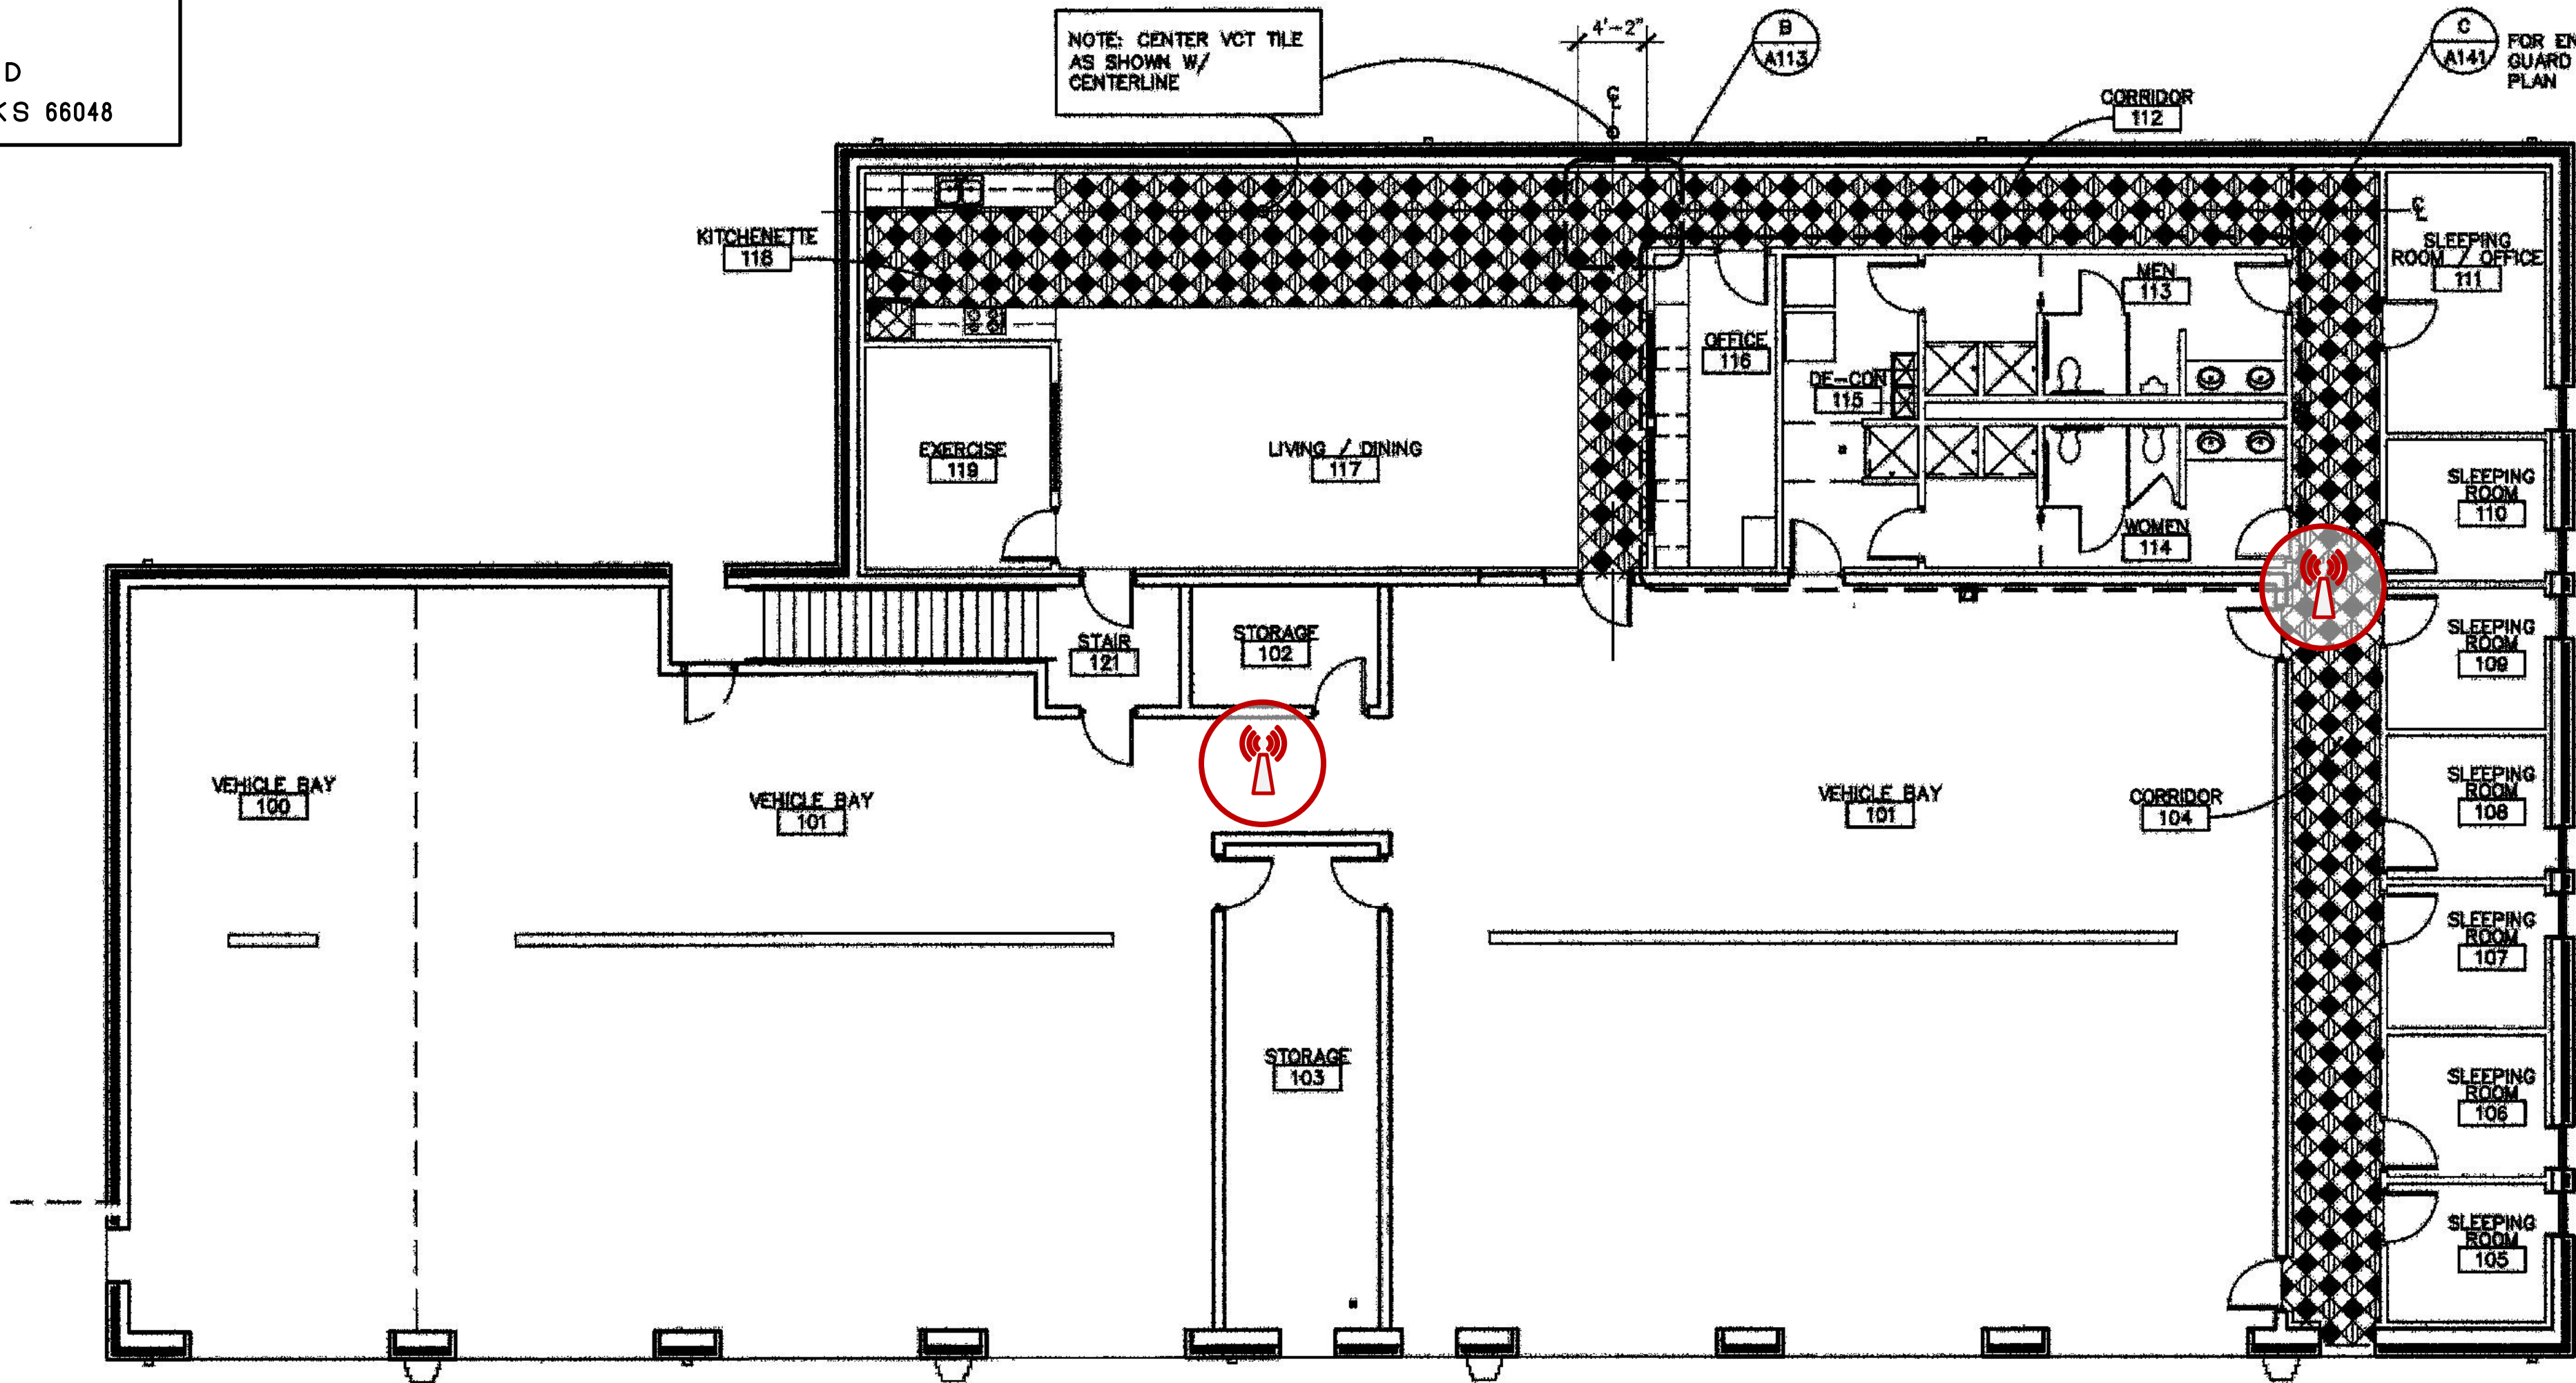 D
KS 66048
NOTE: CENTER VCT TILE
AS SHOWN W/
CENTERLINE
4'-2"
B
A113
C
A141
FOR EN
GUARD
PLAN
CORRIDOR
112
KITCHENETTE
118
SLEEPING
ROOM / OFFICE
111
MEN
113
OFFICE
116
DE-CON
115
EXERCISE
119
LIVING / DINING
117
SLEEPING
ROOM
110
WOMEN
114
STAIR
121
STORAGE
102
SLEEPING
ROOM
109
VEHICLE BAY
100
VEHICLE BAY
101
VEHICLE BAY
101
CORRIDOR
104
SLEEPING
ROOM
108
SLEEPING
ROOM
107
STORAGE
103
SLEEPING
ROOM
106
SLEEPING
ROOM
105